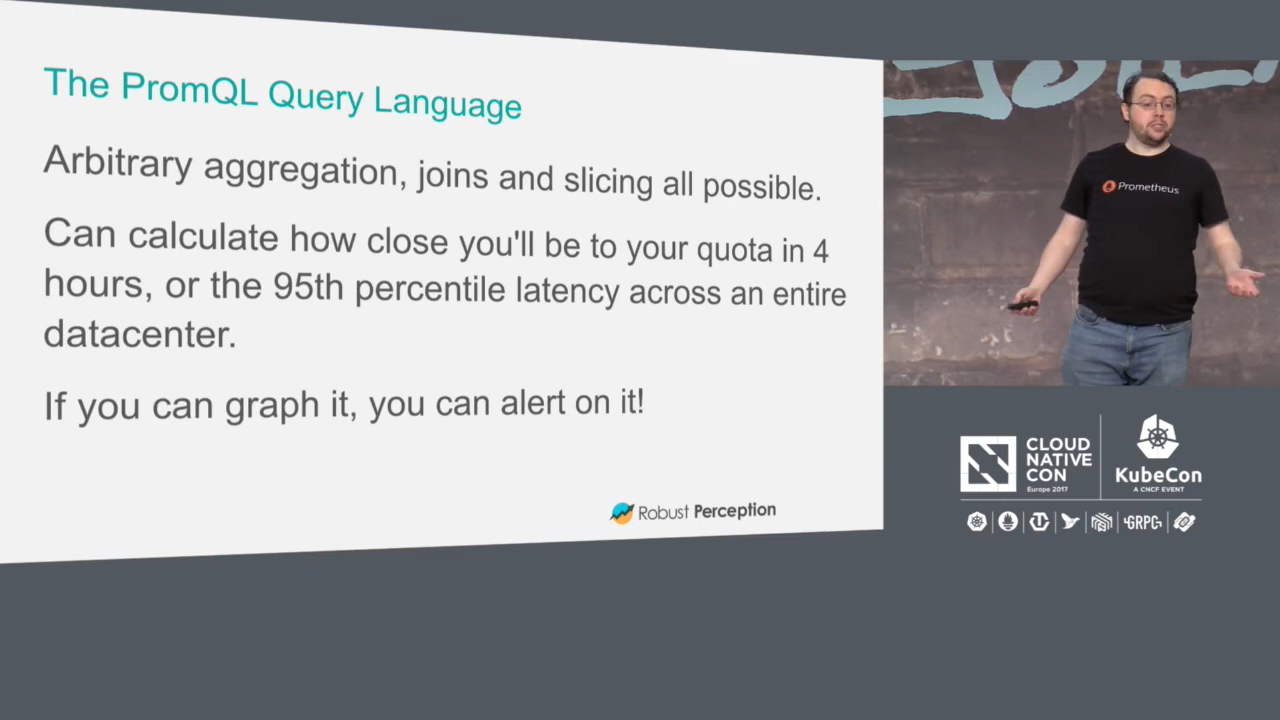 The PromQL Query Language
Arbitrary aggregation, joins and slicing all possible.
Can calculate how close you'll be to your quota in 4
hours, or the 95th percentile latency across an entire
datacenter.
If you can graph it, you can alert on it!
Robust Perception
Prometheus
CLOUD
NATIVE
CON
Europe 2017
KubeCon
A CNCF EVENT
GRPC